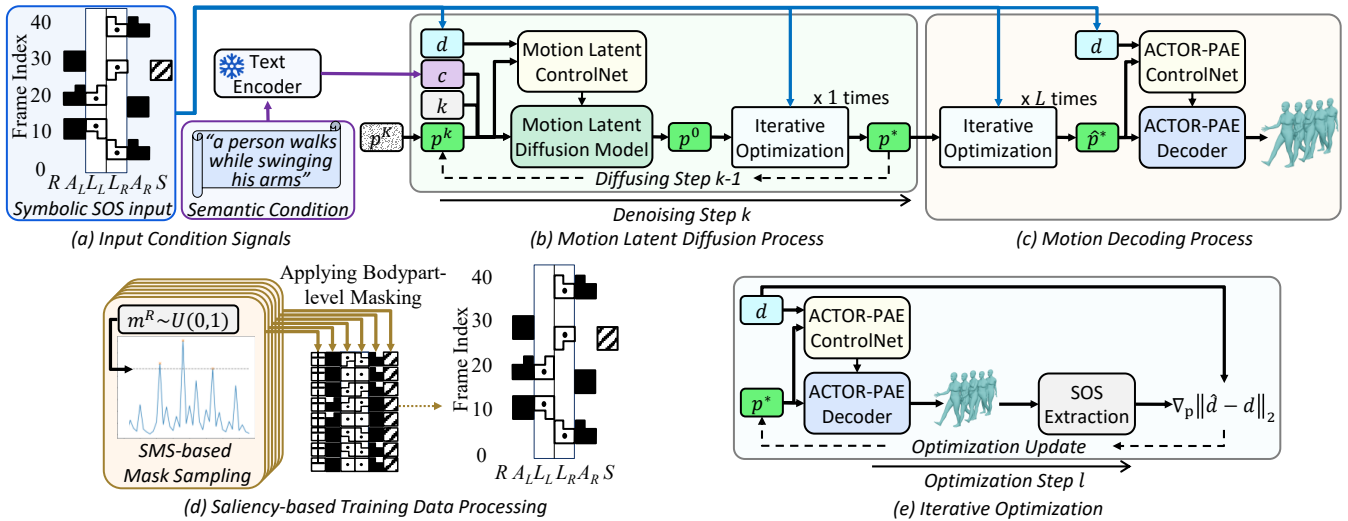 40
30
20
10
0
Frame Index
R A_L L_L L_R A_R S
Symbolic SOS input
(a) Input Condition Signals
Text
Encoder
“a person walks
while swinging
his arms”
Semantic Condition
p^K
d
c
k
p^k
Motion Latent
ControlNet
Motion Latent
Diffusion Model
p^0
x 1 times
Iterative
Optimization
p^*
Diffusing Step k-1
Denoising Step k
(b) Motion Latent Diffusion Process
x L times
Iterative
Optimization
p̂^*
d
ACTOR-PAE
ControlNet
ACTOR-PAE
Decoder
(c) Motion Decoding Process
m^R~U(0,1)
SMS-based
Mask Sampling
Applying Bodypart-
level Masking
40
30
20
10
0
Frame Index
R A_L L_L L_R A_R S
(d) Saliency-based Training Data Processing
d
p^*
ACTOR-PAE
ControlNet
ACTOR-PAE
Decoder
SOS
Extraction
∇_p‖d̂ − d‖_2
Optimization Update
Optimization Step l
(e) Iterative Optimization